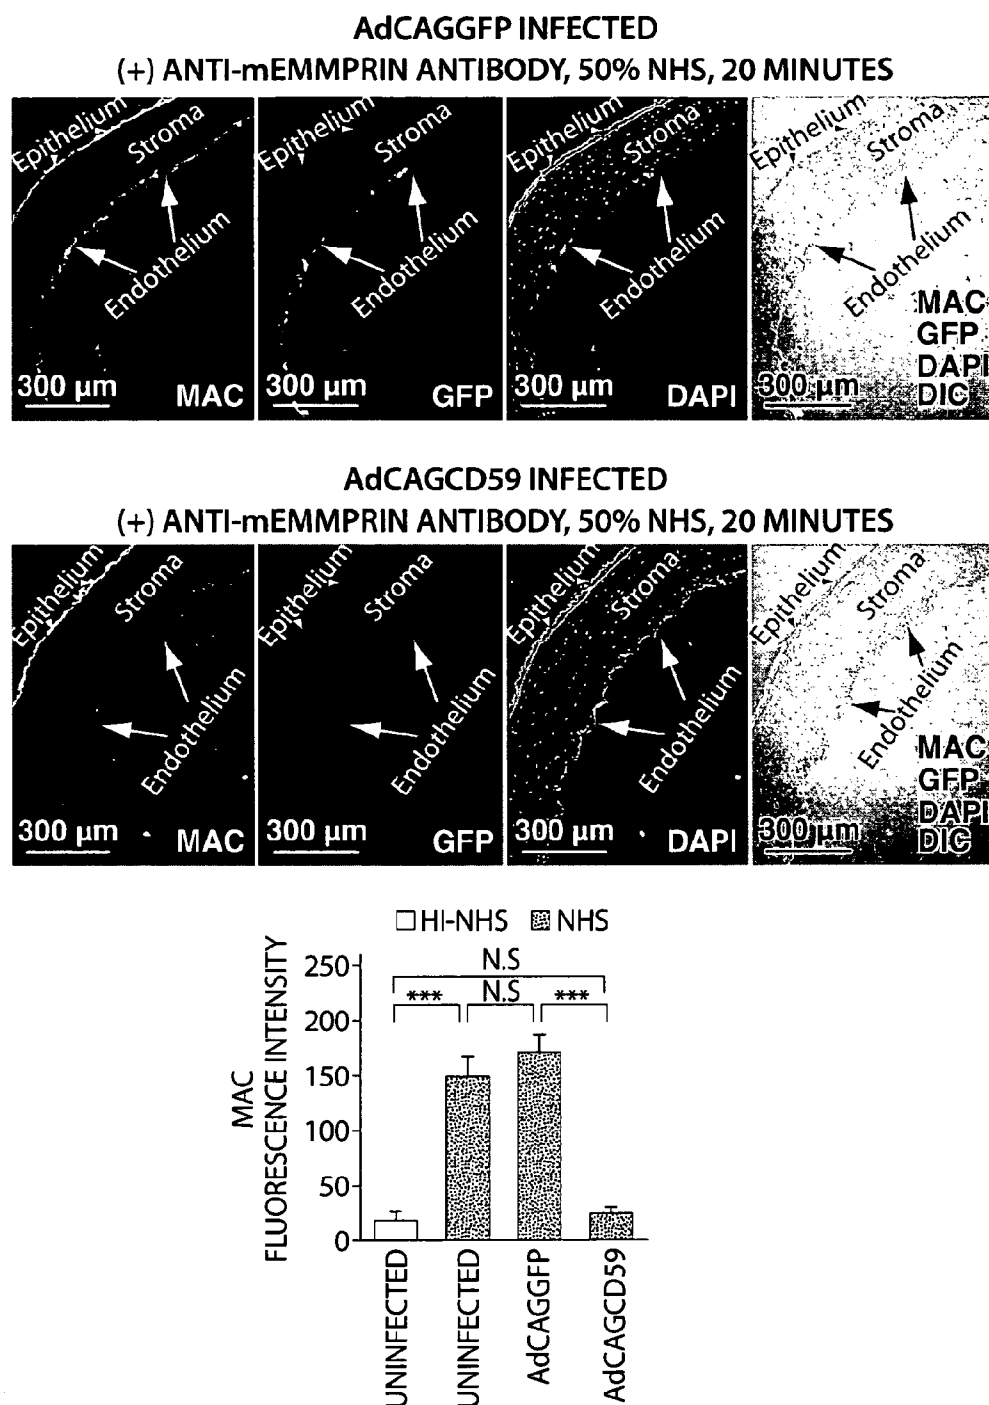 AdCAGGFP INFECTED
(+) ANTI-mEMMPRIN ANTIBODY, 50% NHS, 20 MINUTES
Epithelium
Stroma
Endothelium
300 µm
MAC
Epithelium
Stroma
Endothelium
300 µm
GFP
Epithelium
Stroma
Endothelium
300 µm
DAPI
Epithelium
Stroma
Endothelium
300 µm
MAC
GFP
DAPI
DIC
AdCAGCD59 INFECTED
(+) ANTI-mEMMPRIN ANTIBODY, 50% NHS, 20 MINUTES
Epithelium
Stroma
Endothelium
300 µm
MAC
Epithelium
Stroma
Endothelium
300 µm
GFP
Epithelium
Stroma
Endothelium
300 µm
DAPI
Epithelium
Stroma
Endothelium
300 µm
MAC
GFP
DAPI
DIC
HI-NHS NHS
N.S
*** N.S ***
MAC
FLUORESCENCE INTENSITY
250
200
150
100
50
0
UNINFECTED
UNINFECTED
AdCAGGFP
AdCAGCD59